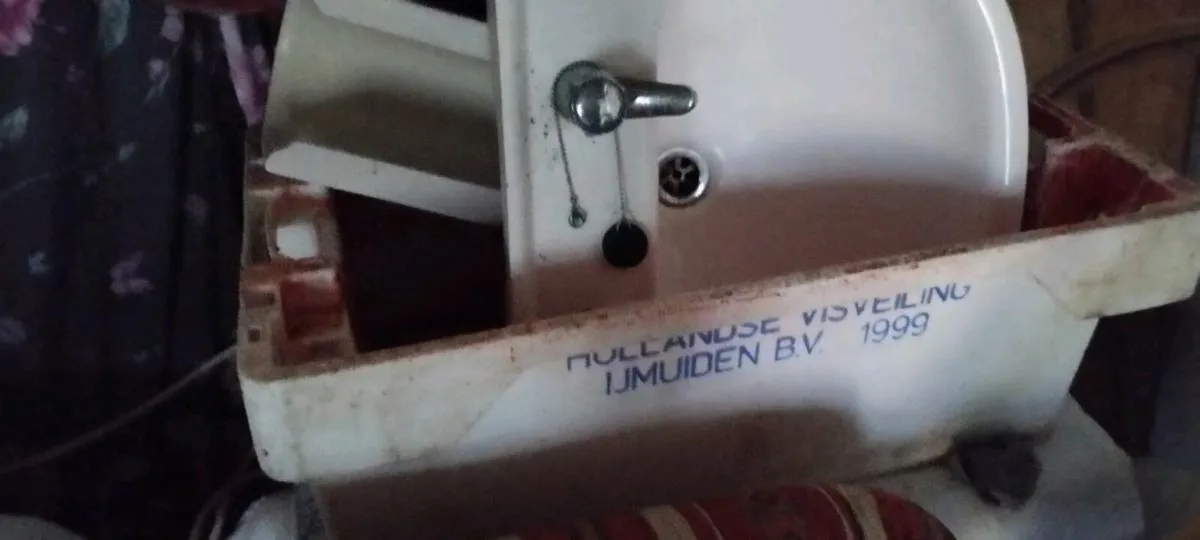 HOLLANDSE VISVEILING
IJMUIDEN B.V. 1999